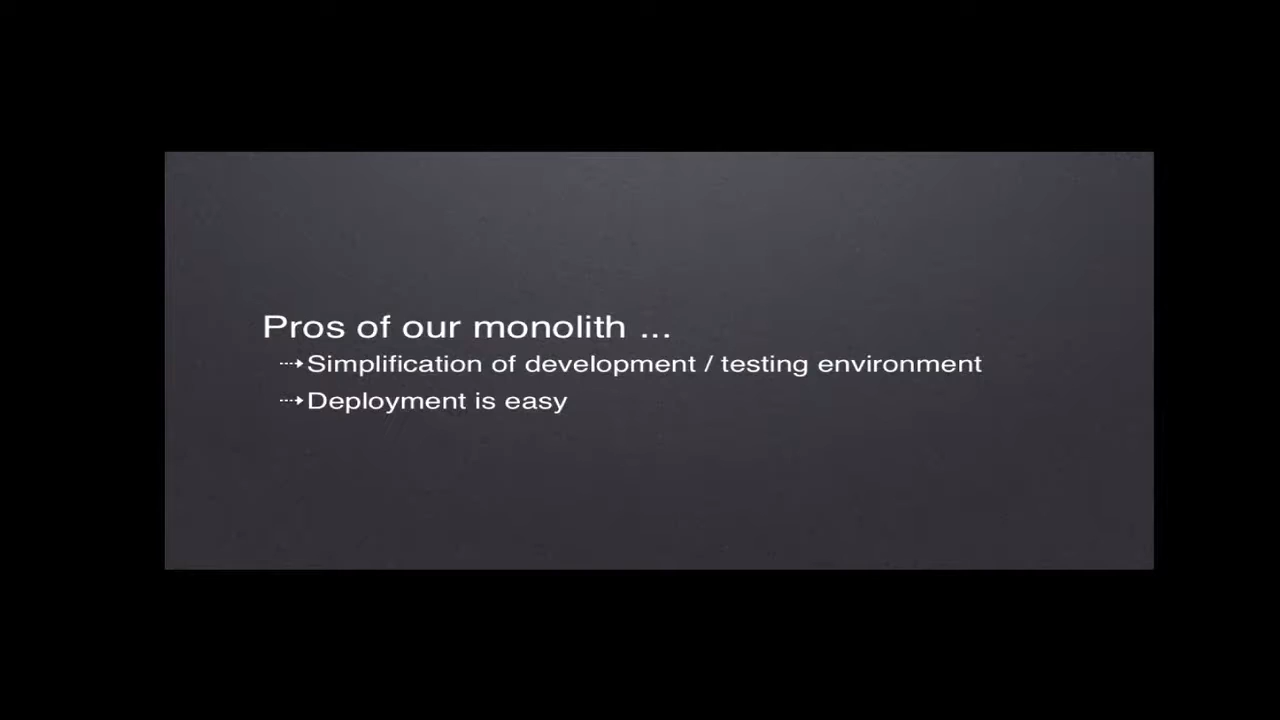 Pros of our monolith ...
⇢Simplification of development / testing environment
⇢Deployment is easy